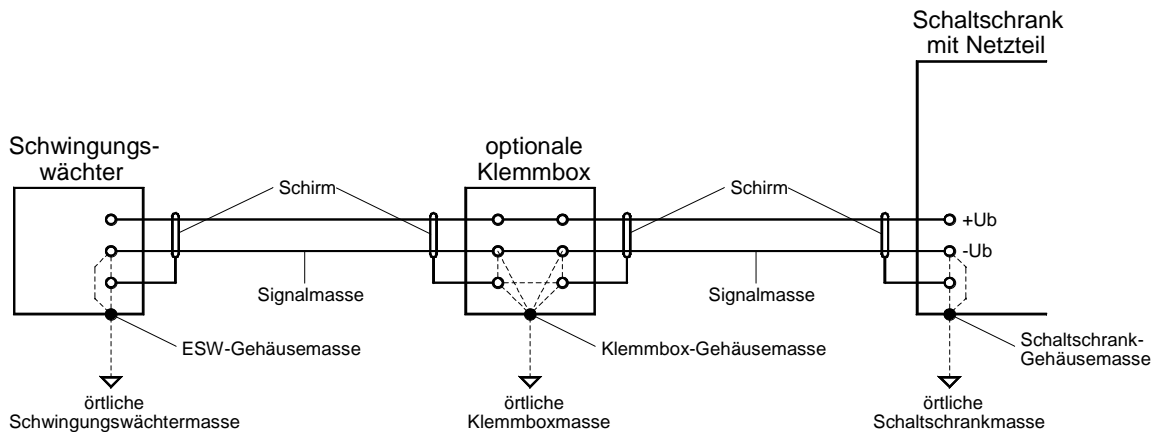 Schaltschrank
mit Netzteil
Schwingungs-
wächter
optionale
Klemmbox
Schirm
Schirm
+Ub
-Ub
Signalmasse
Signalmasse
ESW-Gehäusemasse
Klemmbox-Gehäusemasse
Schaltschrank-
Gehäusemasse
örtliche
Schwingungswächtermasse
örtliche
Klemmboxmasse
örtliche
Schaltschrankmasse